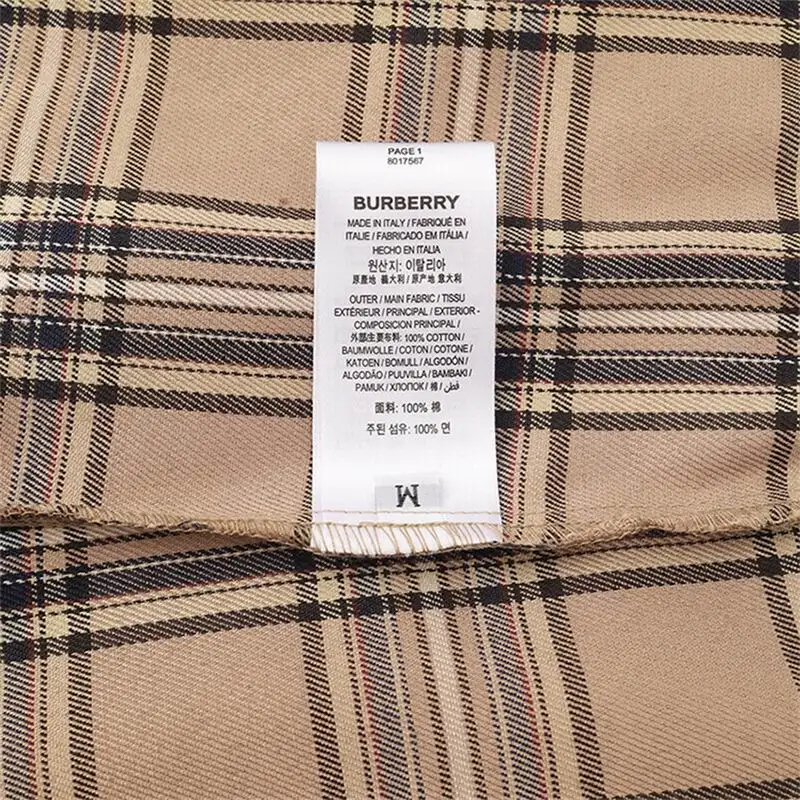 PAGE 1
8017567
BURBERRY
MADE IN ITALY / FABRIQUÉ EN
ITALIE / FABRICADO EM ITÁLIA /
HECHO EN ITALIA
원산지: 이탈리아
原產地 義大利 / 原产地 意大利
OUTER / MAIN FABRIC / TISSU
EXTÉRIEUR / PRINCIPAL / EXTERIOR -
COMPOSICIÓN PRINCIPAL /
外部/主要布料: 100% COTTON /
BAUMWOLLE / COTON / COTONE /
KATOEN / BOMULL / ALGODÓN /
ALGODÃO / PUUVILLA / BAMBAKI /
PAMUK / ХЛОПОК / 棉 / قطن /
面料: 100% 棉
주된 섬유: 100% 면
M